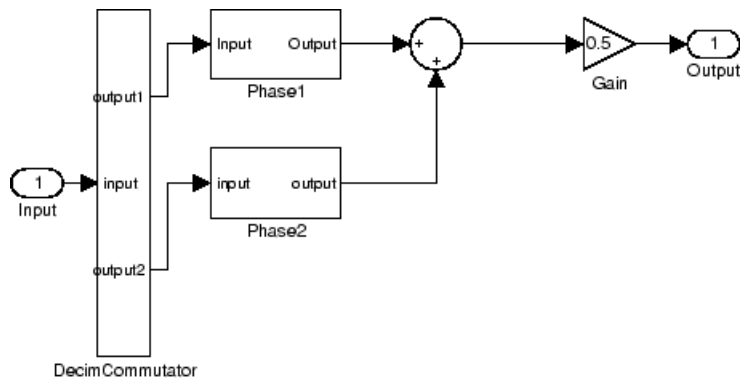 output1
input
output2
DecimCommutator
1
Input
Input Output
Phase1
input output
Phase2
+
+
0.5
Gain
1
Output